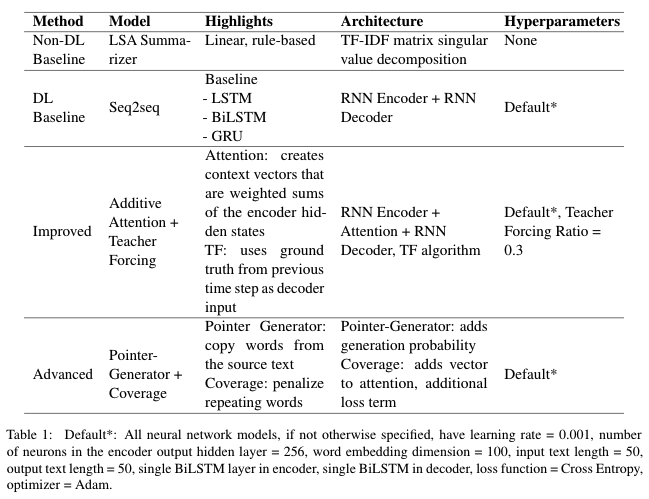 Method Model Highlights Architecture Hyperparameters
Non-DL Baseline LSA Summa-rizer Linear, rule-based TF-IDF matrix singular value decomposition None
DL Baseline Seq2seq Baseline - LSTM - BiLSTM - GRU RNN Encoder + RNN Decoder Default*
Improved Additive Attention + Teacher Forcing Attention: creates context vectors that are weighted sums of the encoder hid-den states TF: uses ground truth from previous time step as decoder input RNN Encoder + Attention + RNN Decoder, TF algorithm Default*, Teacher Forcing Ratio = 0.3
Advanced Pointer-Generator + Coverage Pointer Generator: copy words from the source text Coverage: penalize repeating words Pointer-Generator: adds generation probability Coverage: adds vector to attention, additional loss term Default*
Table 1: Default*: All neural network models, if not otherwise specified, have learning rate = 0.001, number
of neurons in the encoder output hidden layer = 256, word embedding dimension = 100, input text length = 50,
output text length = 50, single BiLSTM layer in encoder, single BiLSTM in decoder, loss function = Cross Entropy,
optimizer = Adam.